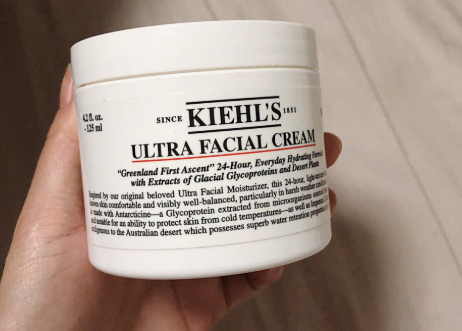 4.2 fl. oz.
- 125 ml
SINCE KIEHL'S 1851
ULTRA FACIAL CREAM
"Greenland First Ascent" 24-Hour, Everyday Hydrating
with Extracts of Glacial Glycoproteins and Desert Plants
Inspired by our original beloved Ultra Facial Moisturizer, this 24-hour,
leaves skin comfortable and visibly well-balanced, particularly in harsh weather
is made with Antarcticine—a Glycoprotein extracted from microorganisms
and notable for an ability to protect skin from cold temperatures—as well as
indigenous to the Australian desert which possesses superb water retention